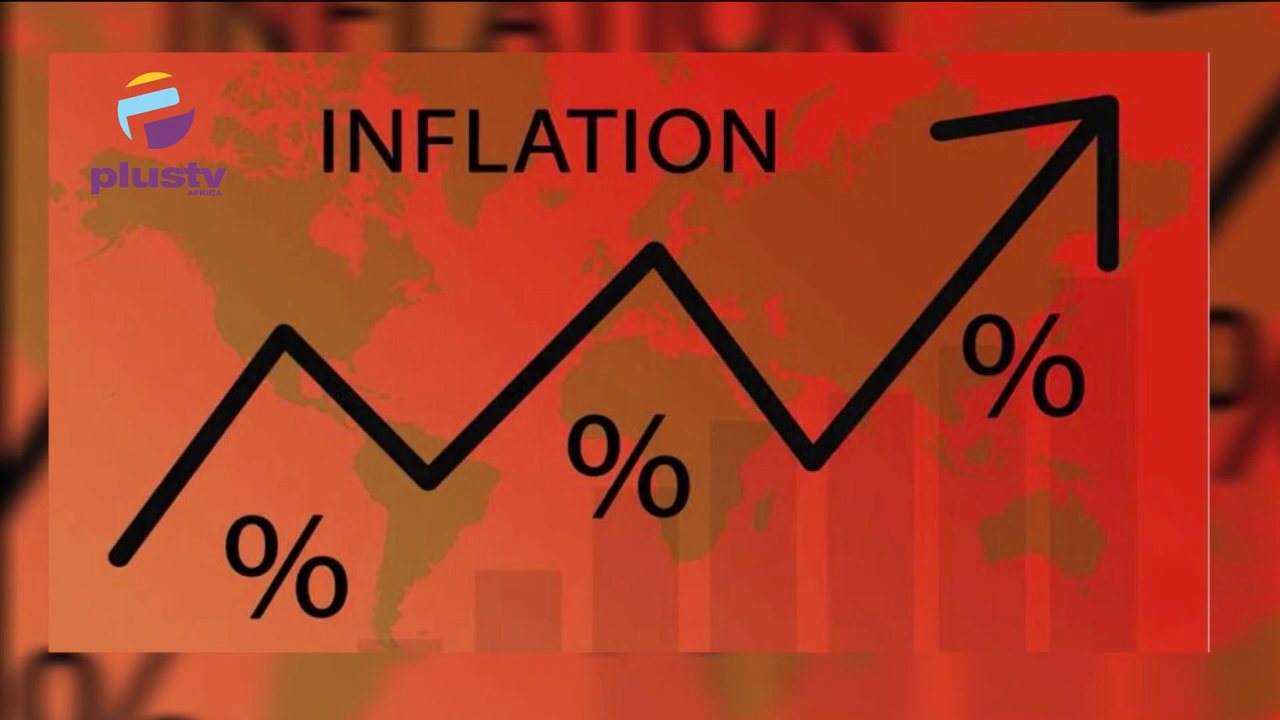 INFLATION
plustv
AFRICA
%
%
%